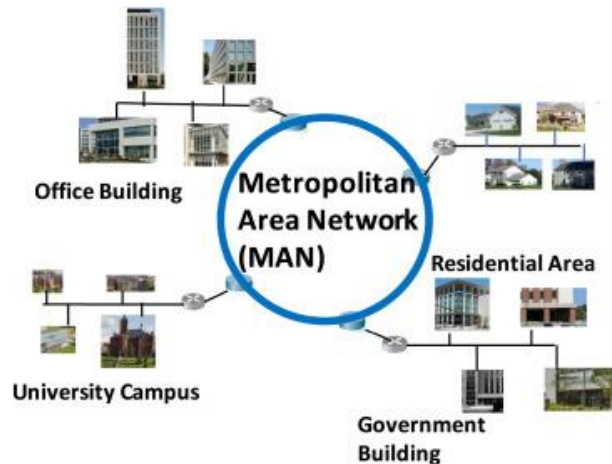 Office Building
Metropolitan
Area Network
(MAN)
Residential Area
University Campus
Government
Building